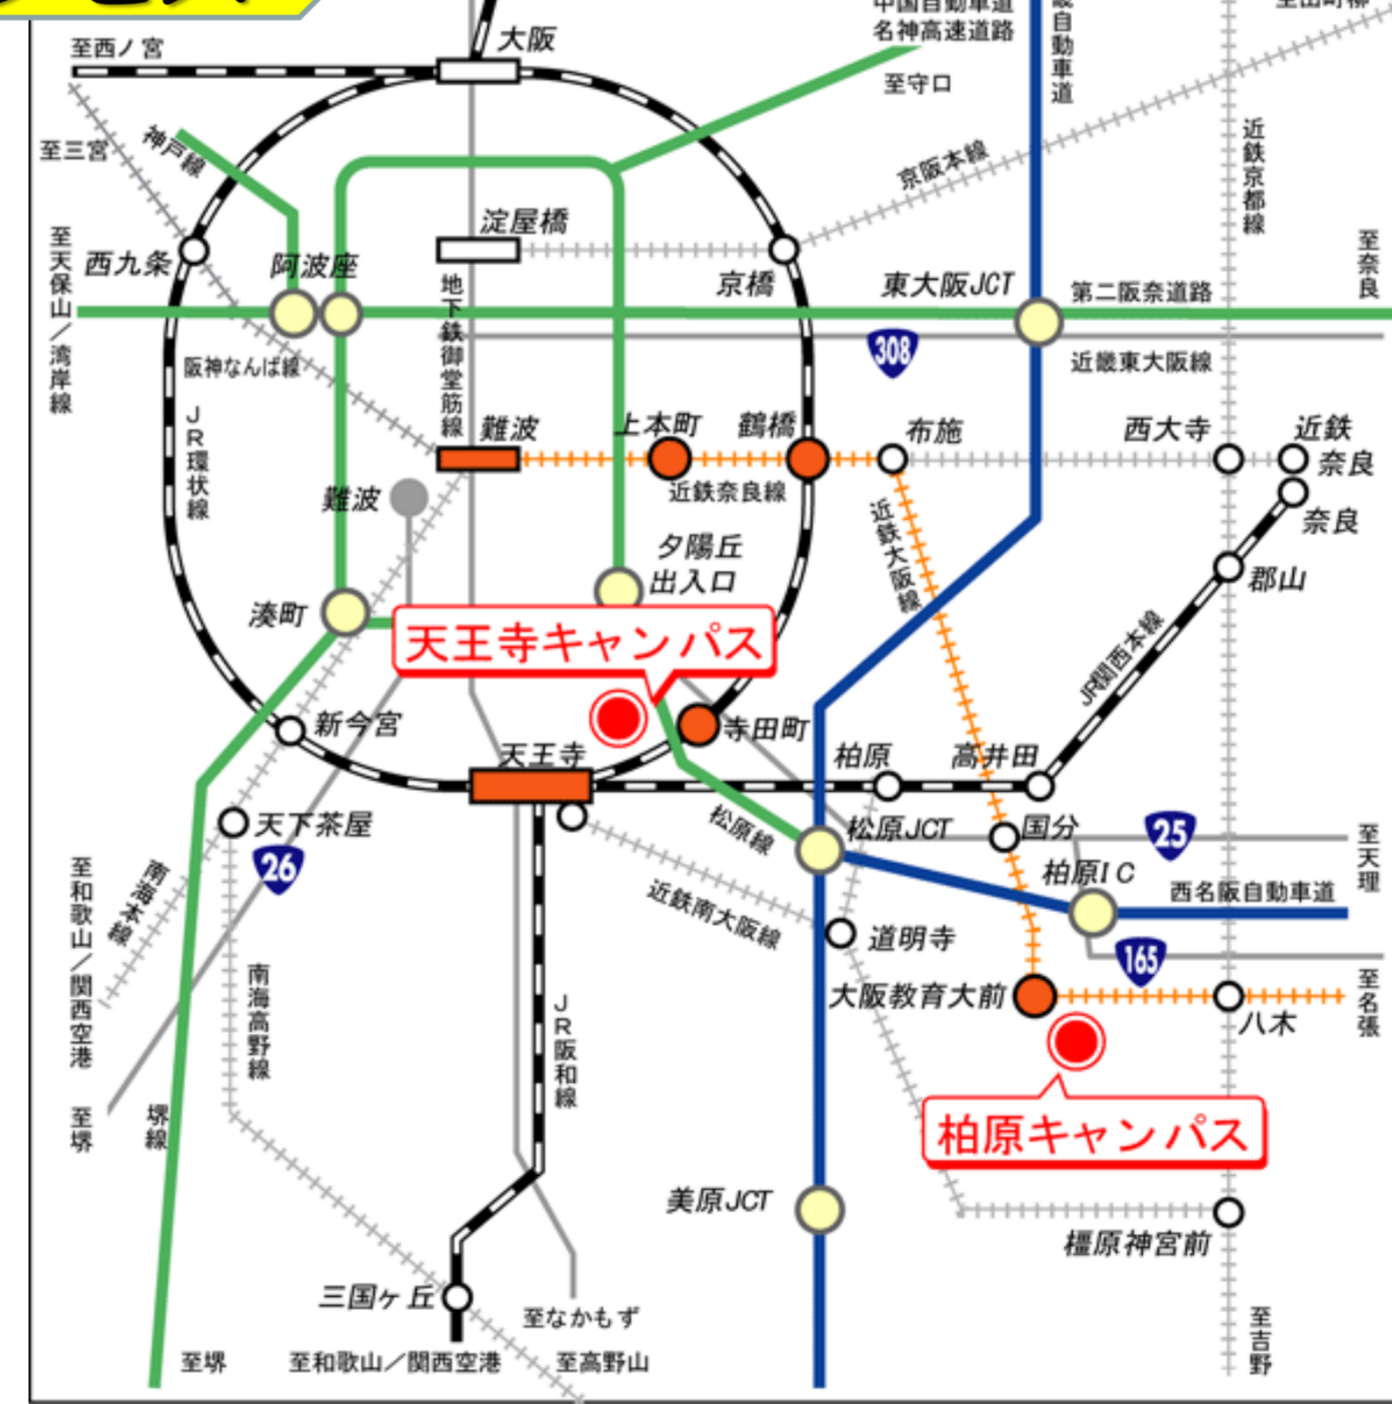 大阪
至西ノ宮
名神高速道路
至守口
自動車道
至三宮
神戸線
京阪本線
近鉄京都線
淀屋橋
至天保山/湾岸線
西九条
阿波座
京橋
東大阪JCT
第二阪奈道路
至奈良
地下鉄御堂筋線
308
近畿東大阪線
阪神なんば線
JR環状線
難波
上本町
鶴橋
布施
西大寺
近鉄
奈良
近鉄奈良線
難波
奈良
近鉄大阪線
夕陽丘
出入口
郡山
湊町
天王寺キャンパス
JR関西本線
新今宮
寺田町
天王寺
柏原
高井田
天下茶屋
松原線
松原JCT
国分
25
至天理
26
柏原IC
西名阪自動車道
南海本線
至和歌山/関西空港
近鉄南大阪線
道明寺
165
南海高野線
JR阪和線
大阪教育大前
八木
至名張
至堺
堺線
柏原キャンパス
美原JCT
橿原神宮前
三国ヶ丘
至なかもず
至吉野
至堺
至和歌山/関西空港
至高野山